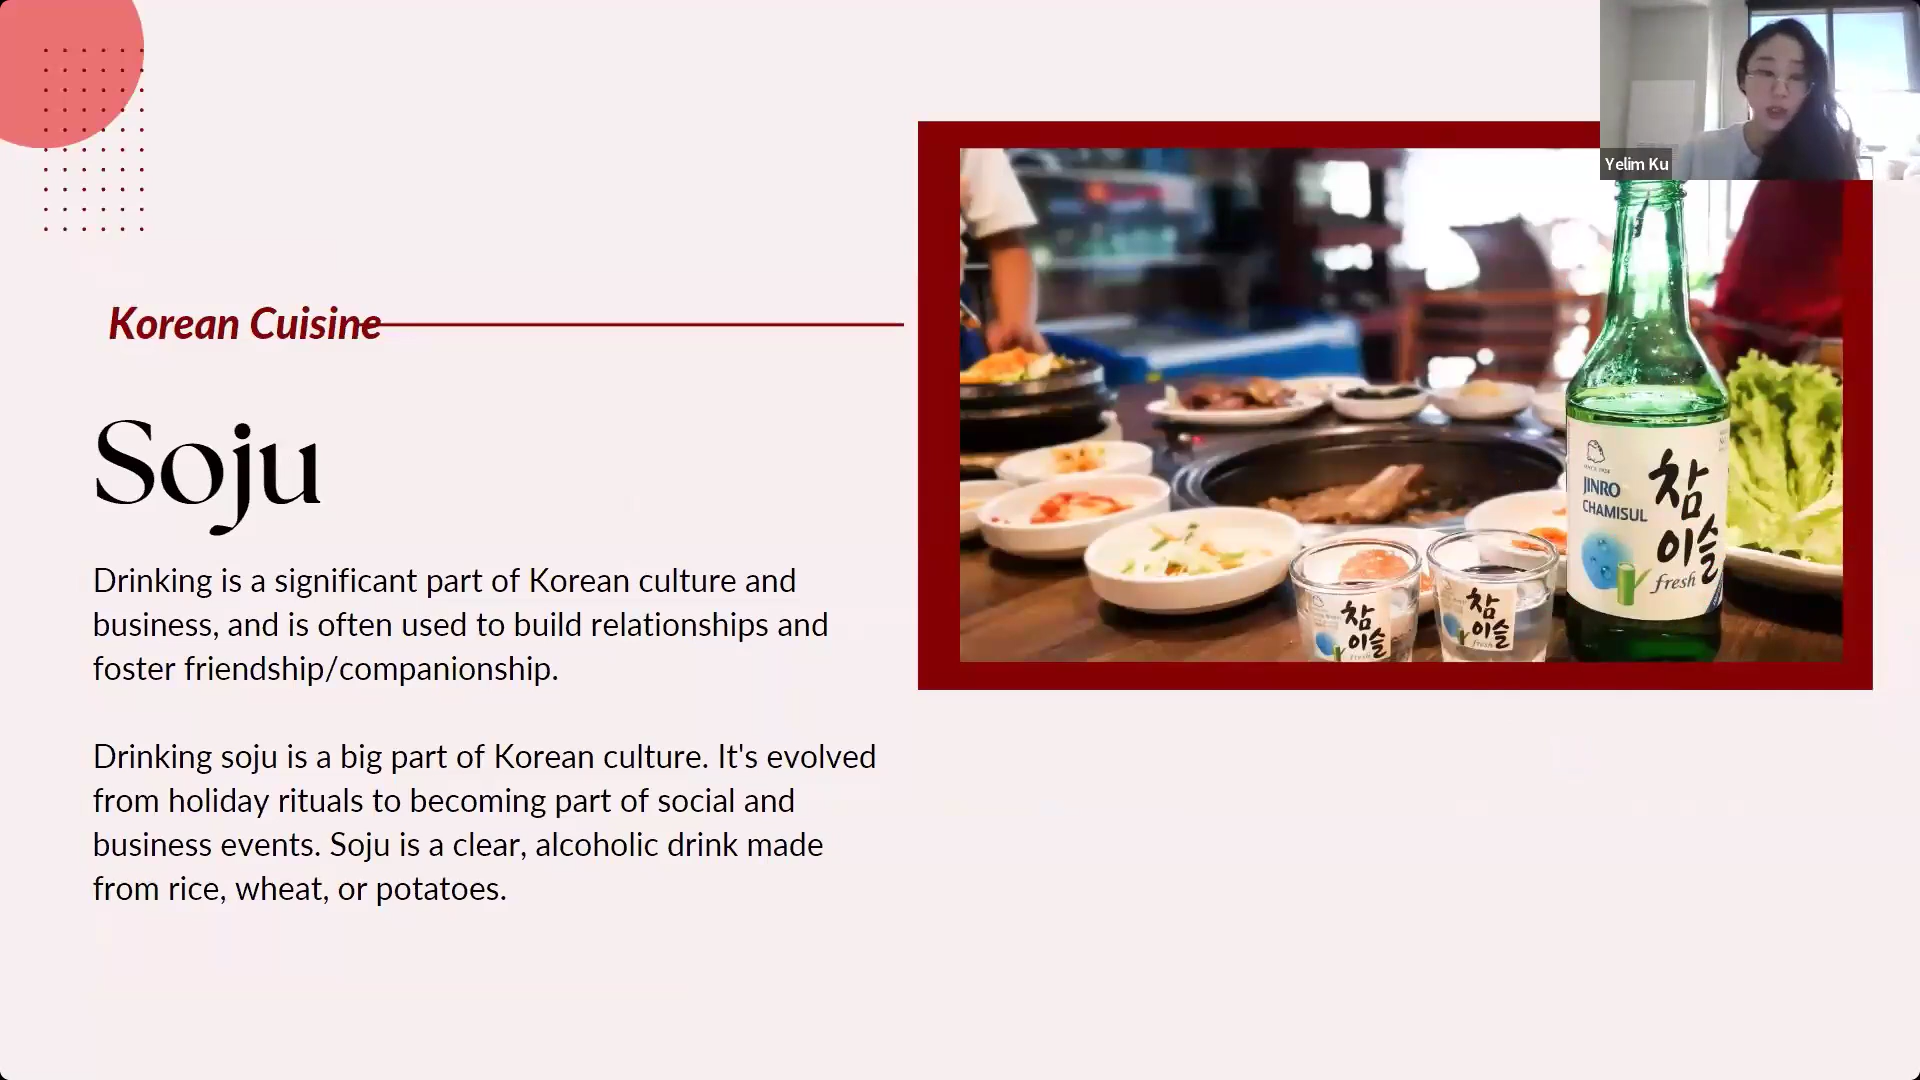 Yelim Ku
Korean Cuisine
Soju
Drinking is a significant part of Korean culture and
business, and is often used to build relationships and
foster friendship/companionship.
Drinking soju is a big part of Korean culture. It's evolved
from holiday rituals to becoming part of social and
business events. Soju is a clear, alcoholic drink made
from rice, wheat, or potatoes.
JINRO
CHAMISUL
참
이슬
fresh
참
이슬
fresh
참
이슬
fresh